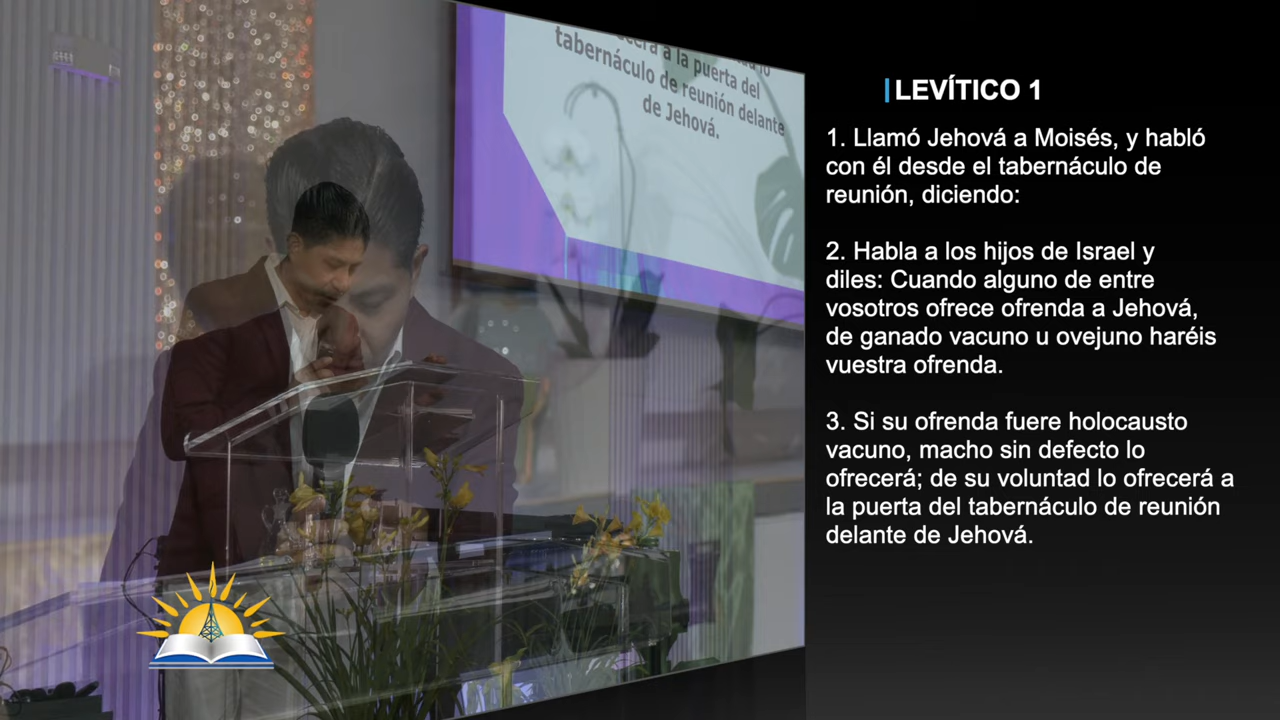 tabernáculo de reunión delante
de Jehová.
a la puerta del
LEVÍTICO 1
1. Llamó Jehová a Moisés, y habló
con él desde el tabernáculo de
reunión, diciendo:
2. Habla a los hijos de Israel y
diles: Cuando alguno de entre
vosotros ofrece ofrenda a Jehová,
de ganado vacuno u ovejuno haréis
vuestra ofrenda.
3. Si su ofrenda fuere holocausto
vacuno, macho sin defecto lo
ofrecerá; de su voluntad lo ofrecerá a
la puerta del tabernáculo de reunión
delante de Jehová.